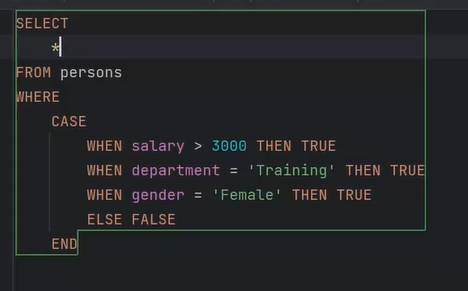 SELECT
    *
FROM persons
WHERE
    CASE
        WHEN salary > 3000 THEN TRUE
        WHEN department = 'Training' THEN TRUE
        WHEN gender = 'Female' THEN TRUE
        ELSE FALSE
    END